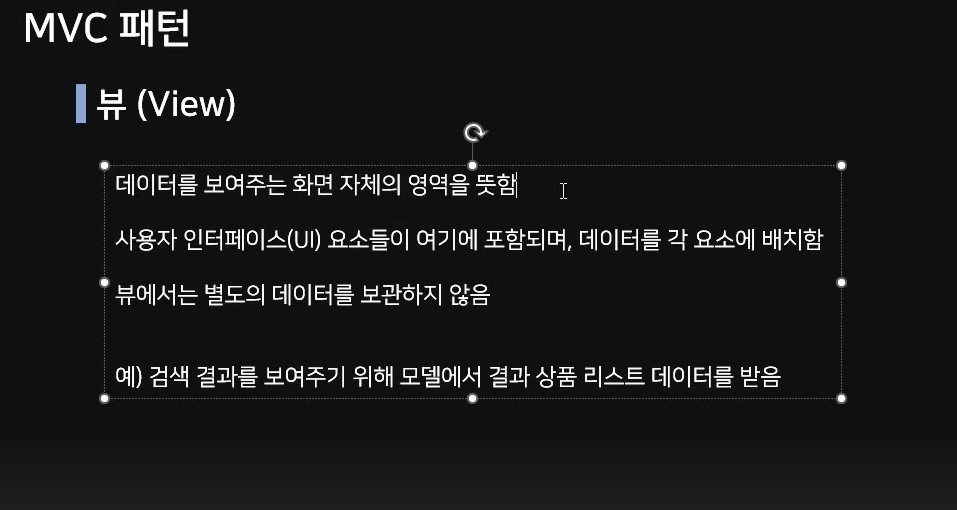 MVC 패턴
뷰 (View)
데이터를 보여주는 화면 자체의 영역을 뜻함
사용자 인터페이스(UI) 요소들이 여기에 포함되며, 데이터를 각 요소에 배치함
뷰에서는 별도의 데이터를 보관하지 않음
예) 검색 결과를 보여주기 위해 모델에서 결과 상품 리스트 데이터를 받음